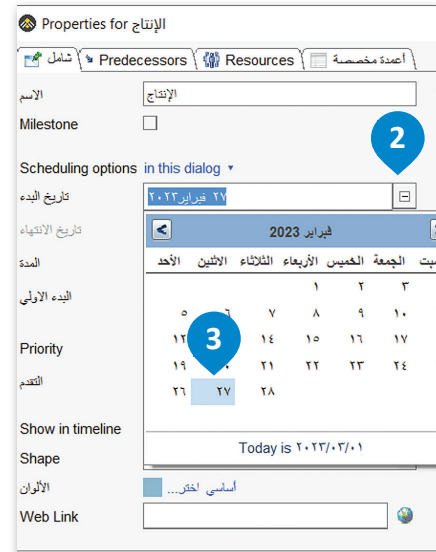 Properties for الإنتاج
شامل Predecessors Resources أعمدة مخصصة
الاسم الإنتاج
Milestone
2
Scheduling options in this dialog
تاريخ البدء ٢٧ فبراير٢٠٢٣
تاريخ الانتهاء
المدة
البدء الاولي
Priority
التقدم
Show in timeline
Shape
< فبراير 2023
الأحد الاثنين الثلاثاء الأربعاء الخميس الجمعة سبت
١ ٢ ٣
٥ ٦ ٧ ٨ ٩ ١٠
١٢ ١٤ ١٥ ١٦ ١٧
3
١٩ ٢١ ٢٢ ٢٣ ٢٤
٢٦ ٢٧ ٢٨
Today is ٢٠٢٣/٠٣/٠١
الألوان أساسي اختر...
Web Link